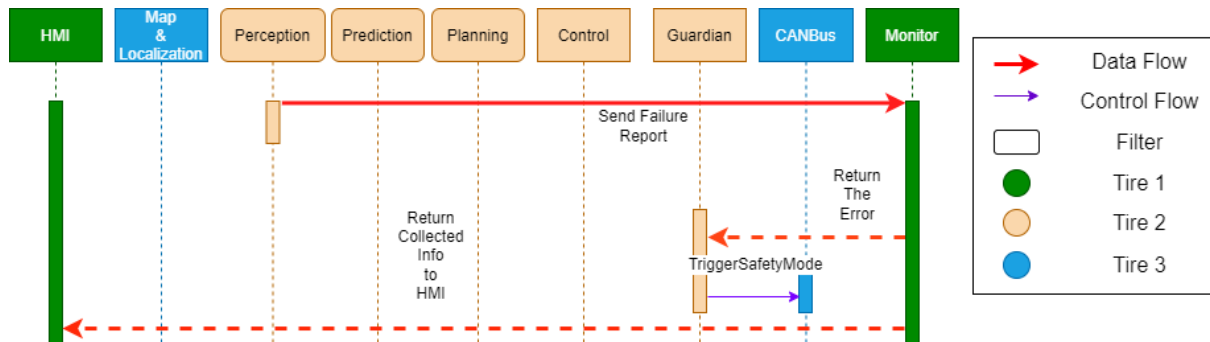 HMI
Map
&
Localization
Perception
Prediction
Planning
Control
Guardian
CANBus
Monitor
Send Failure
Report
Return
The
Error
Return
Collected
Info
to
HMI
TriggerSafetyMode
Data Flow
Control Flow
Filter
Tire 1
Tire 2
Tire 3